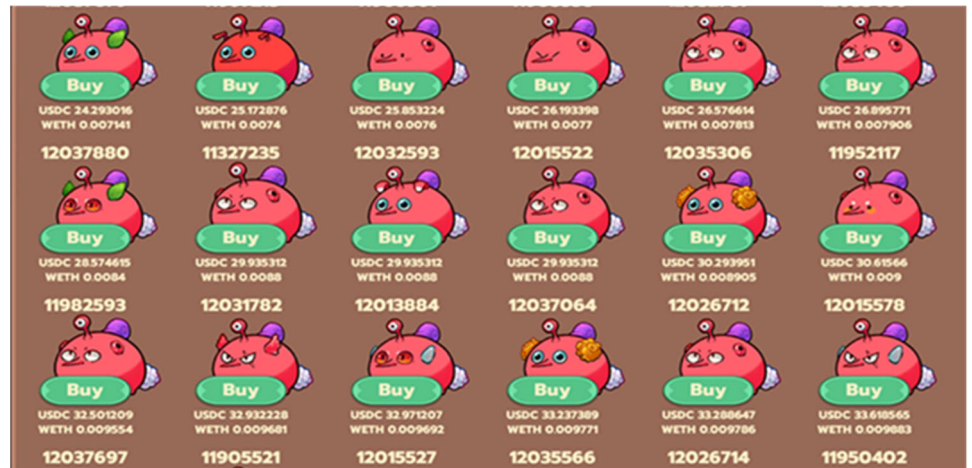 Buy Buy Buy Buy Buy Buy
USDC 24.293016 USDC 25.172876 USDC 25.853224 USDC 26.193398 USDC 26.576614 USDC 26.895771
WETH 0.007141 WETH 0.0074 WETH 0.0076 WETH 0.0077 WETH 0.007813 WETH 0.007906
12037880 11327235 12032593 12015522 12035306 11952117
Buy Buy Buy Buy Buy Buy
USDC 28.574615 USDC 29.935312 USDC 29.935312 USDC 29.935312 USDC 30.293951 USDC 30.61566
WETH 0.0084 WETH 0.0088 WETH 0.0088 WETH 0.0088 WETH 0.008905 WETH 0.009
11982593 12031782 12013884 12037064 12026712 12015578
Buy Buy Buy Buy Buy Buy
USDC 32.501209 USDC 32.932228 USDC 32.971207 USDC 33.237389 USDC 33.288647 USDC 33.618565
WETH 0.009554 WETH 0.009681 WETH 0.009692 WETH 0.009771 WETH 0.009786 WETH 0.009883
12037697 11905521 12015527 12035566 12026714 11950402